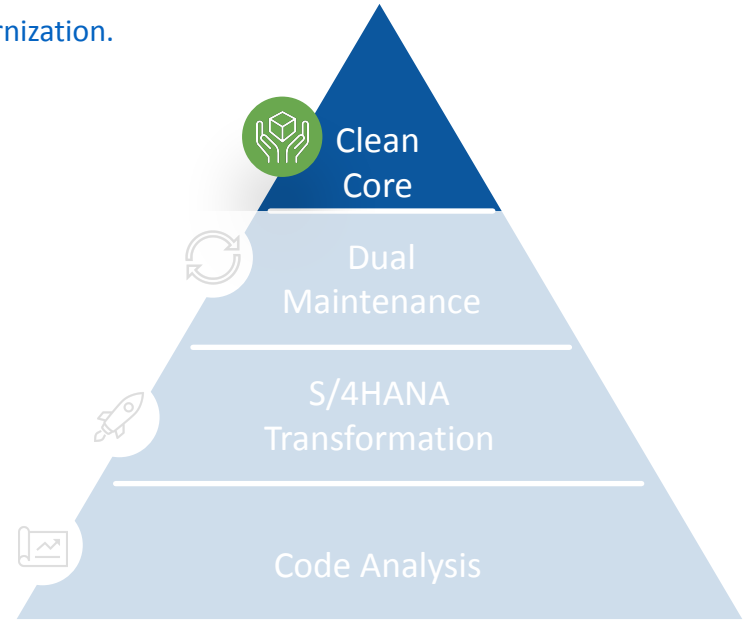 rnization.
Clean
Core
Dual
Maintenance
S/4HANA
Transformation
Code Analysis